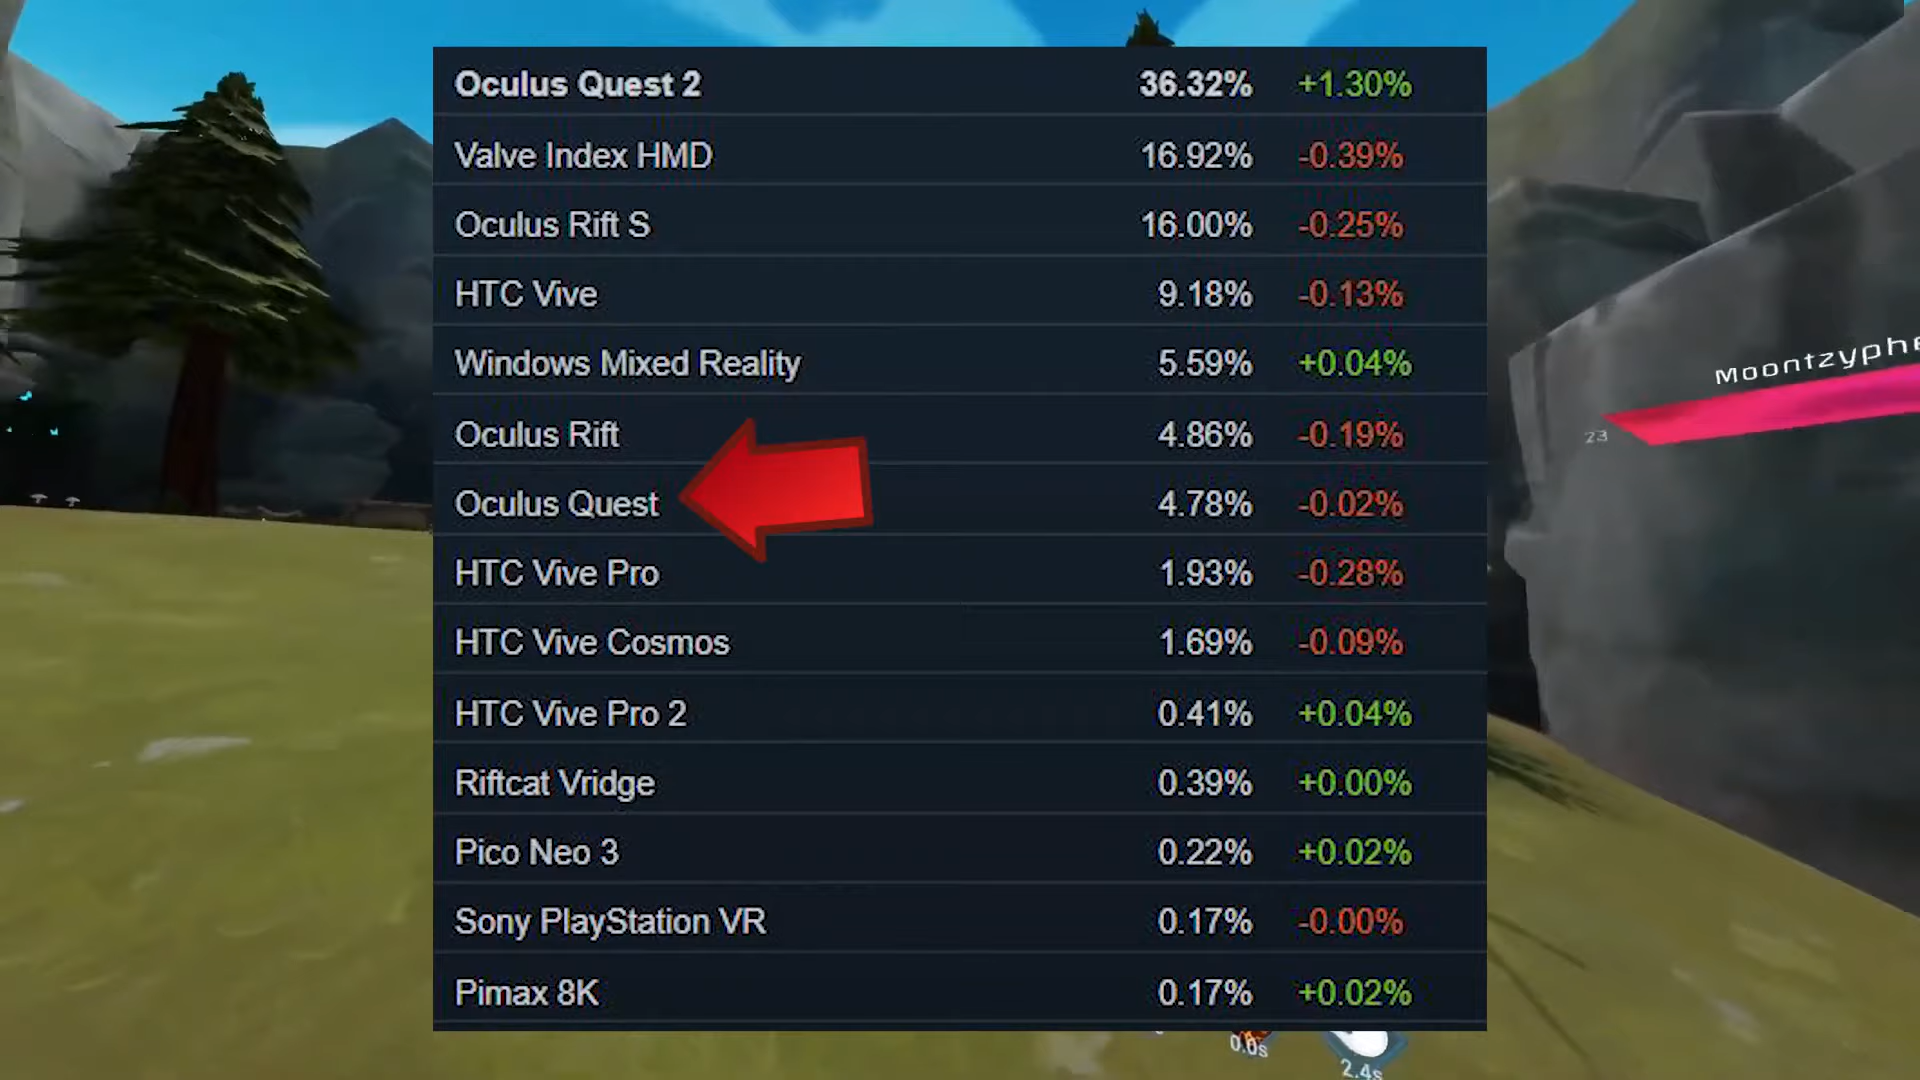 Oculus Quest 2 36.32% +1.30%
Valve Index HMD 16.92% -0.39%
Oculus Rift S 16.00% -0.25%
HTC Vive 9.18% -0.13%
Windows Mixed Reality 5.59% +0.04%
Moontzyphe
Oculus Rift 4.86% -0.19%
23
Oculus Quest 4.78% -0.02%
HTC Vive Pro 1.93% -0.28%
HTC Vive Cosmos 1.69% -0.09%
HTC Vive Pro 2 0.41% +0.04%
Riftcat Vridge 0.39% +0.00%
Pico Neo 3 0.22% +0.02%
Sony PlayStation VR 0.17% -0.00%
Pimax 8K 0.17% +0.02%
0.0s
2.4s